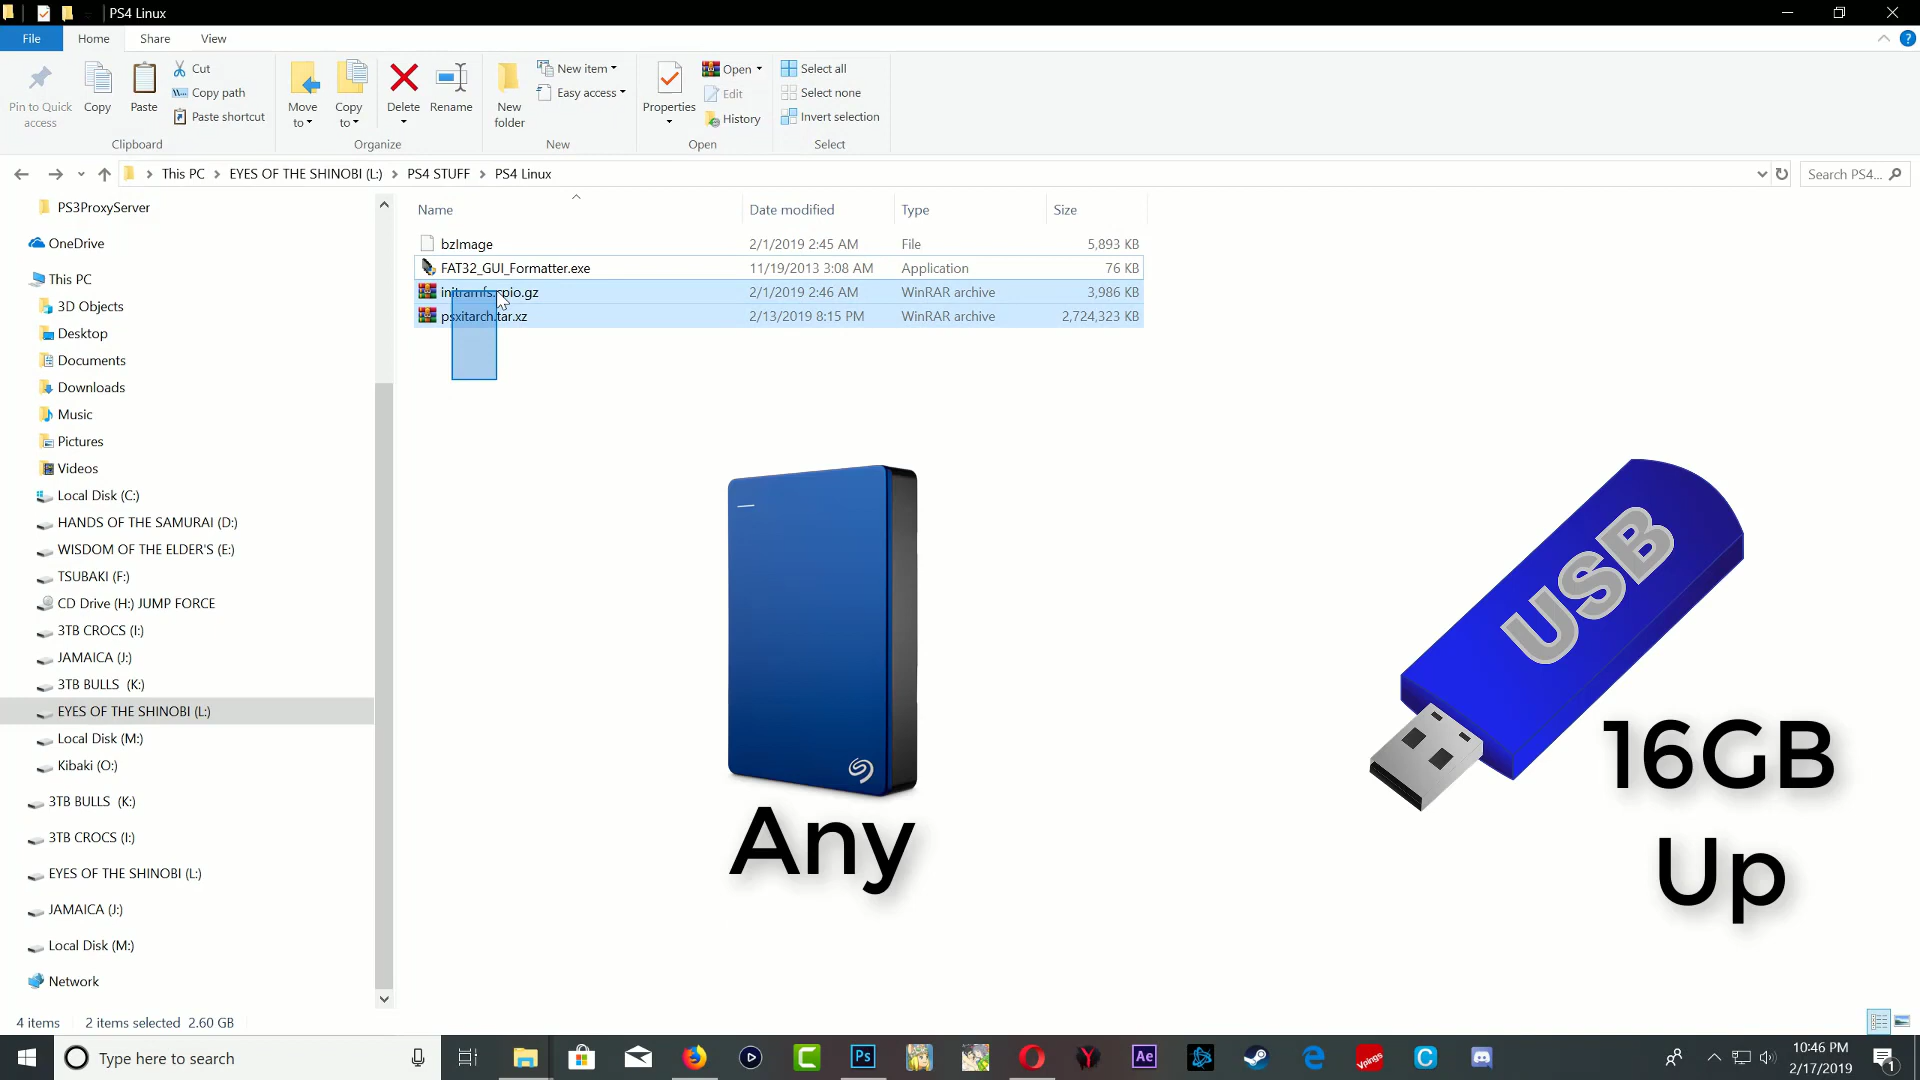 PS4 Linux
File
Home
Share
View
Pin to Quick
access
Copy
Paste
Cut
Copy path
Paste shortcut
Clipboard
Move
to
Copy
to
Delete
Rename
Organize
New
folder
New item
Easy access
New
Properties
Open
Edit
History
Open
Select all
Select none
Invert selection
Select
This PC
EYES OF THE SHINOBI (L:)
PS4 STUFF
PS4 Linux
Search PS4...
Name
Date modified
Type
Size
bzImage 2/1/2019 2:45 AM File 5,893 KB
FAT32_GUI_Formatter.exe 11/19/2013 3:08 AM Application 76 KB
initramfs.cpio.gz 2/1/2019 2:46 AM WinRAR archive 3,986 KB
psxitarch.tar.xz 2/13/2019 8:15 PM WinRAR archive 2,724,323 KB
PS3ProxyServer
OneDrive
This PC
3D Objects
Desktop
Documents
Downloads
Music
Pictures
Videos
Local Disk (C:)
HANDS OF THE SAMURAI (D:)
WISDOM OF THE ELDER'S (E:)
TSUBAKI (F:)
CD Drive (H:) JUMP FORCE
3TB CROCS (I:)
JAMAICA (J:)
3TB BULLS (K:)
EYES OF THE SHINOBI (L:)
Local Disk (M:)
Kibaki (O:)
3TB BULLS (K:)
3TB CROCS (I:)
EYES OF THE SHINOBI (L:)
JAMAICA (J:)
Local Disk (M:)
Network
USB
Any
16GB
Up
4 items 2 items selected 2.60 GB
Type here to search
Ps
Y
Ae
Vpings
C
10:46 PM
2/17/2019
1